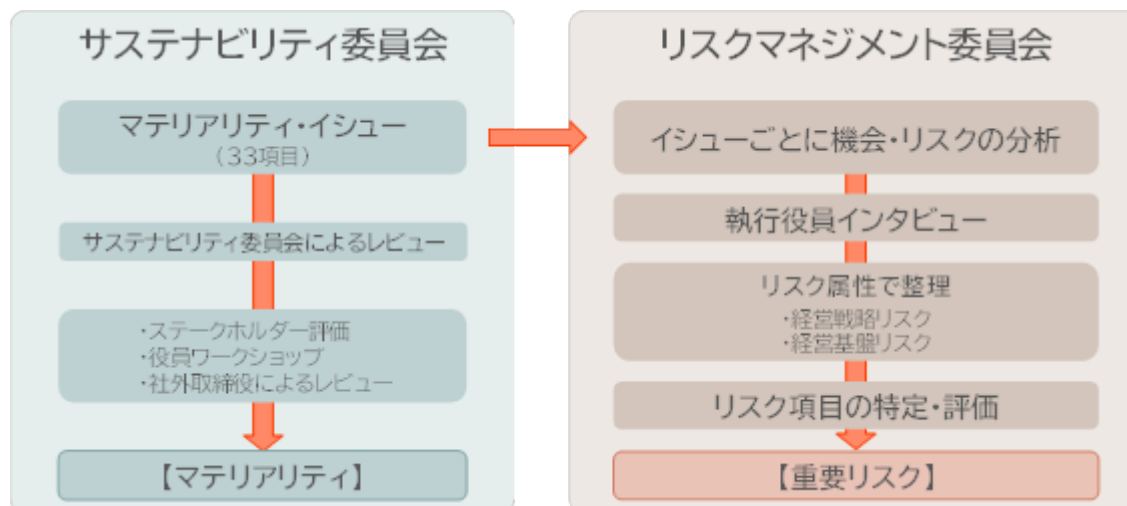 サステナビリティ委員会
マテリアリティ・イシュー
（33項目）
サステナビリティ委員会によるレビュー
・ステークホルダー評価
・役員ワークショップ
・社外取締役によるレビュー
【マテリアリティ】
リスクマネジメント委員会
イシューごとに機会・リスクの分析
執行役員インタビュー
リスク属性で整理
・経営戦略リスク
・経営基盤リスク
リスク項目の特定・評価
【重要リスク】